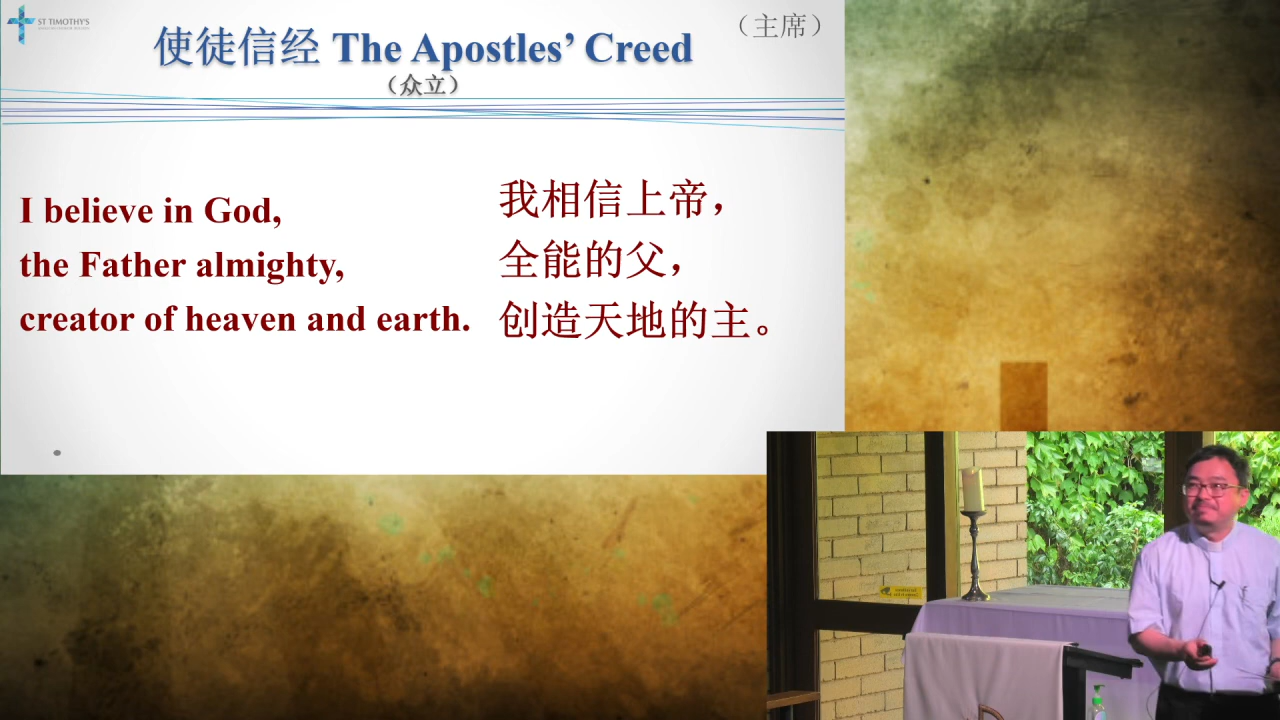 ST TIMOTHY'S
使徒信经 The Apostles' Creed
（主席）
（众立）
I believe in God,
the Father almighty,
creator of heaven and earth.
我相信上帝，
全能的父，
创造天地的主。